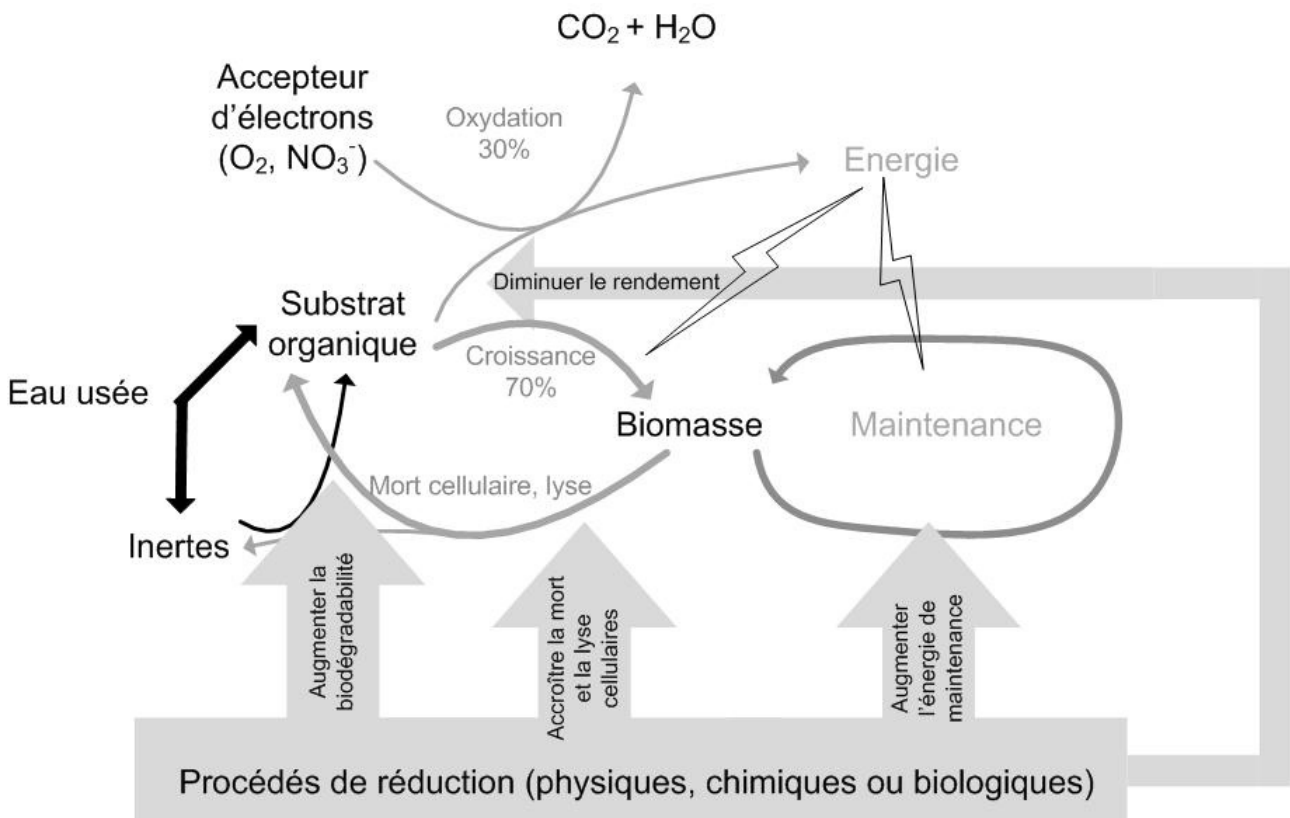 CO₂ + H₂O
Accepteur
d'électrons
(O₂, NO₃⁻)
Oxydation
30%
Energie
Diminuer le rendement
Substrat
organique
Croissance
70%
Eau usée
Biomasse
Maintenance
Mort cellulaire, lyse
Inertes
Augmenter la
biodégradabilité
Accroître la mort
et la lyse
cellulaires
Augmenter
l'énergie de
maintenance
Procédés de réduction (physiques, chimiques ou biologiques)